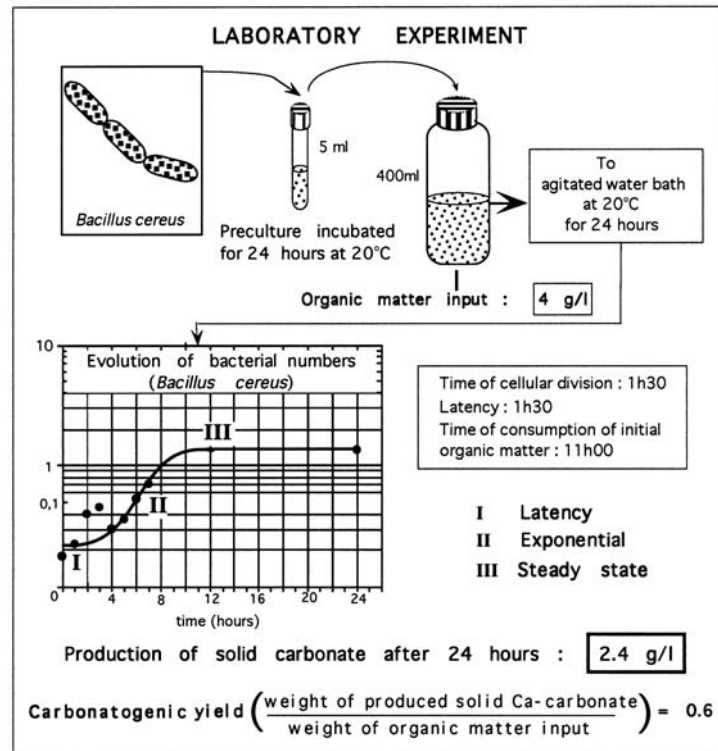 LABORATORY EXPERIMENT
Bacillus cereus
5 ml
Preculture incubated
for 24 hours at 20°C
400ml
To
agitated water bath
at 20°C
for 24 hours
Organic matter input : 4 g/l
Evolution of bacterial numbers
(Bacillus cereus)
10
1
0,1
0 4 8 12 16 20 24
time (hours)
I
II
III
Time of cellular division : 1h30
Latency : 1h30
Time of consumption of initial
organic matter : 11h00
I Latency
II Exponential
III Steady state
Production of solid carbonate after 24 hours : 2.4 g/l
Carbonatogenic yield (weight of produced solid Ca-carbonate
weight of organic matter input) = 0.6